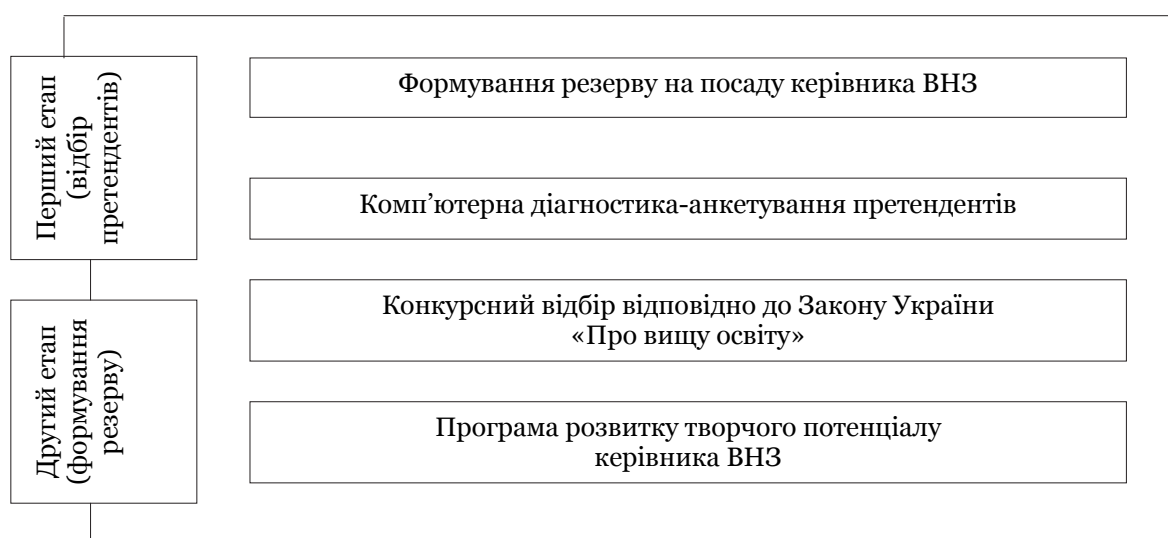 Перший етап
(відбір
претендентів)
Формування резерву на посаду керівника ВНЗ
Комп’ютерна діагностика-анкетування претендентів
Другий етап
(формування
резерву)
Конкурсний відбір відповідно до Закону України
«Про вищу освіту»
Програма розвитку творчого потенціалу
керівника ВНЗ